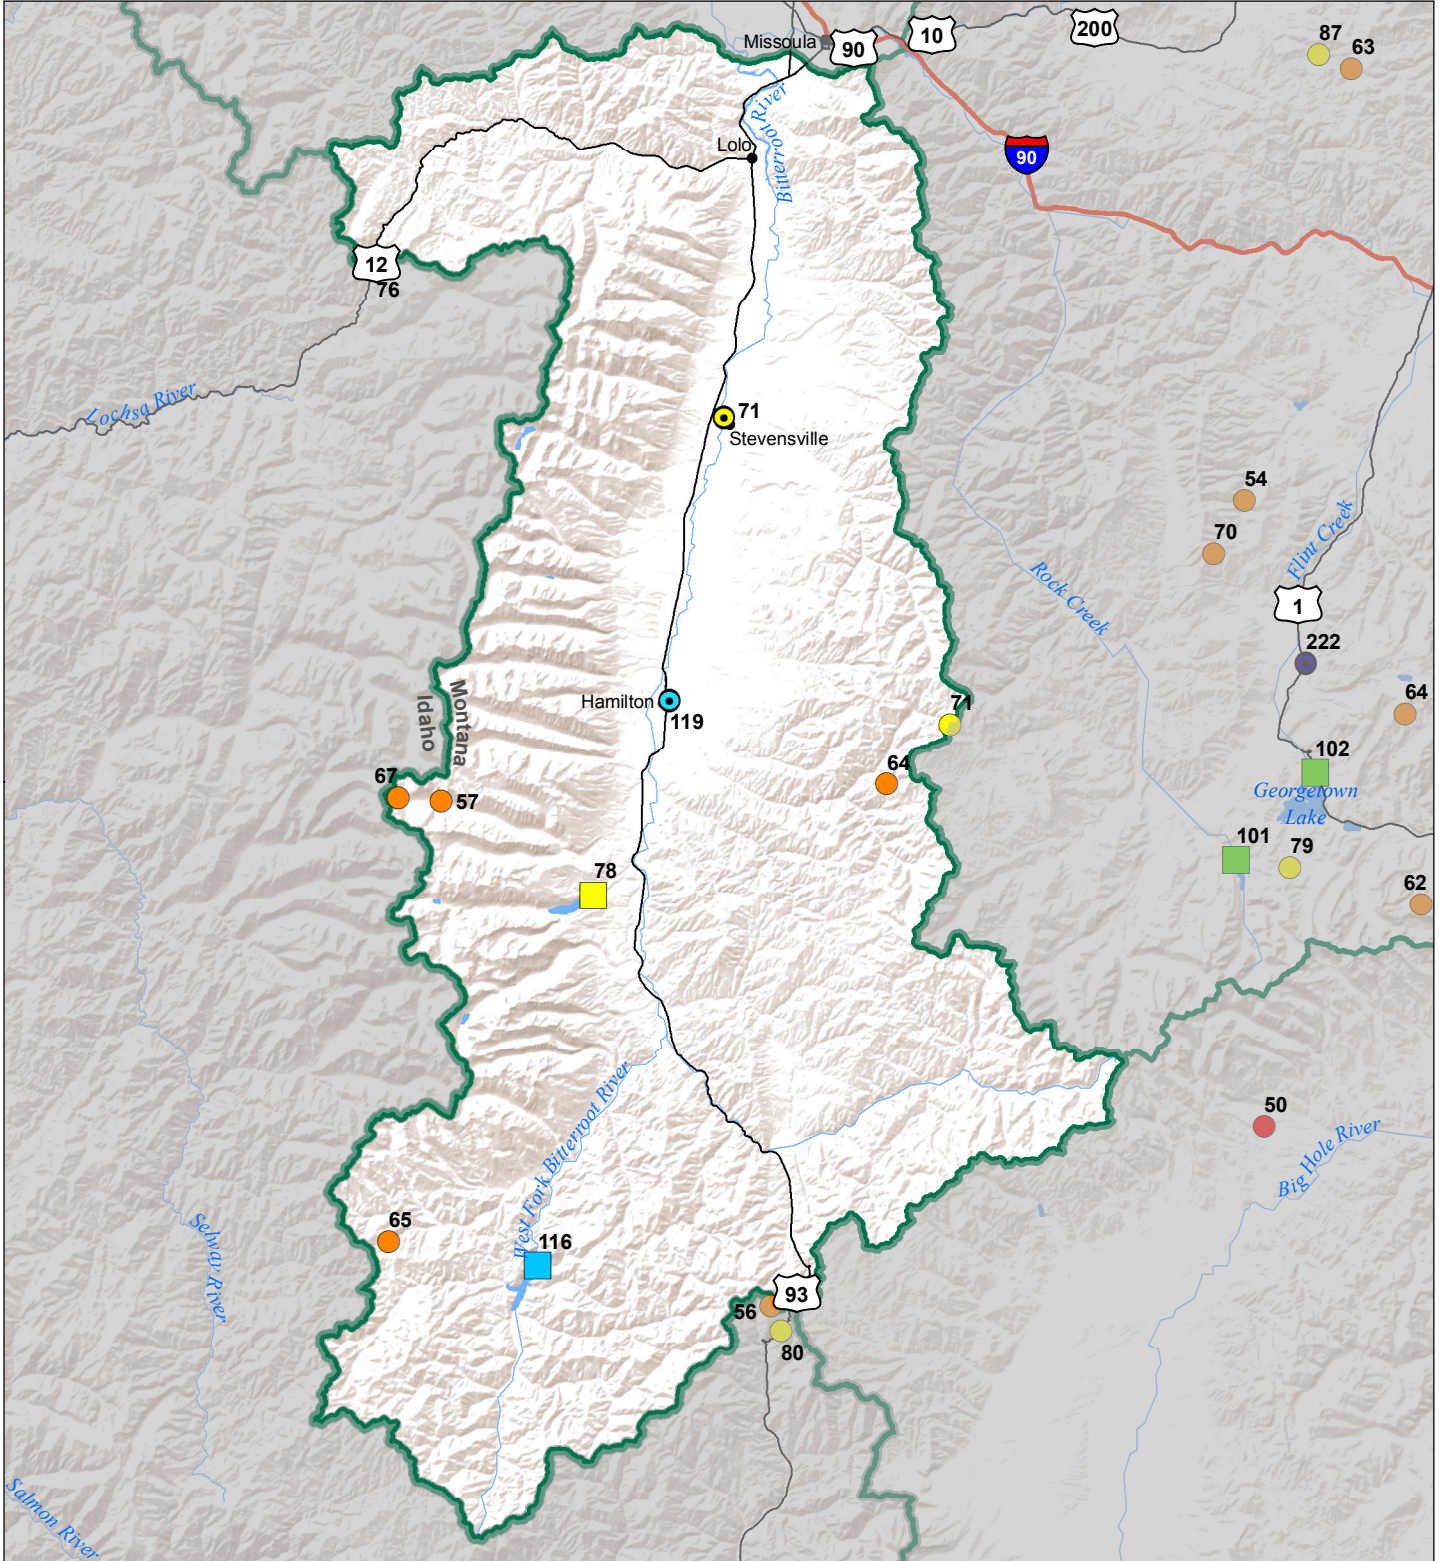 200
10
87
63
Missoula
90
Bitterroot River
Lolo
90
12
76
Lochsa River
71
Stevensville
54
70
Flint Creek
Rock Creek
1
222
Montana
Idaho
Hamilton
119
71
64
64
102
67
57
Georgetown
Lake
101
79
78
62
West Fork Bitterroot River
50
Big Hole River
65
Selway River
116
93
56
80
Salmon River